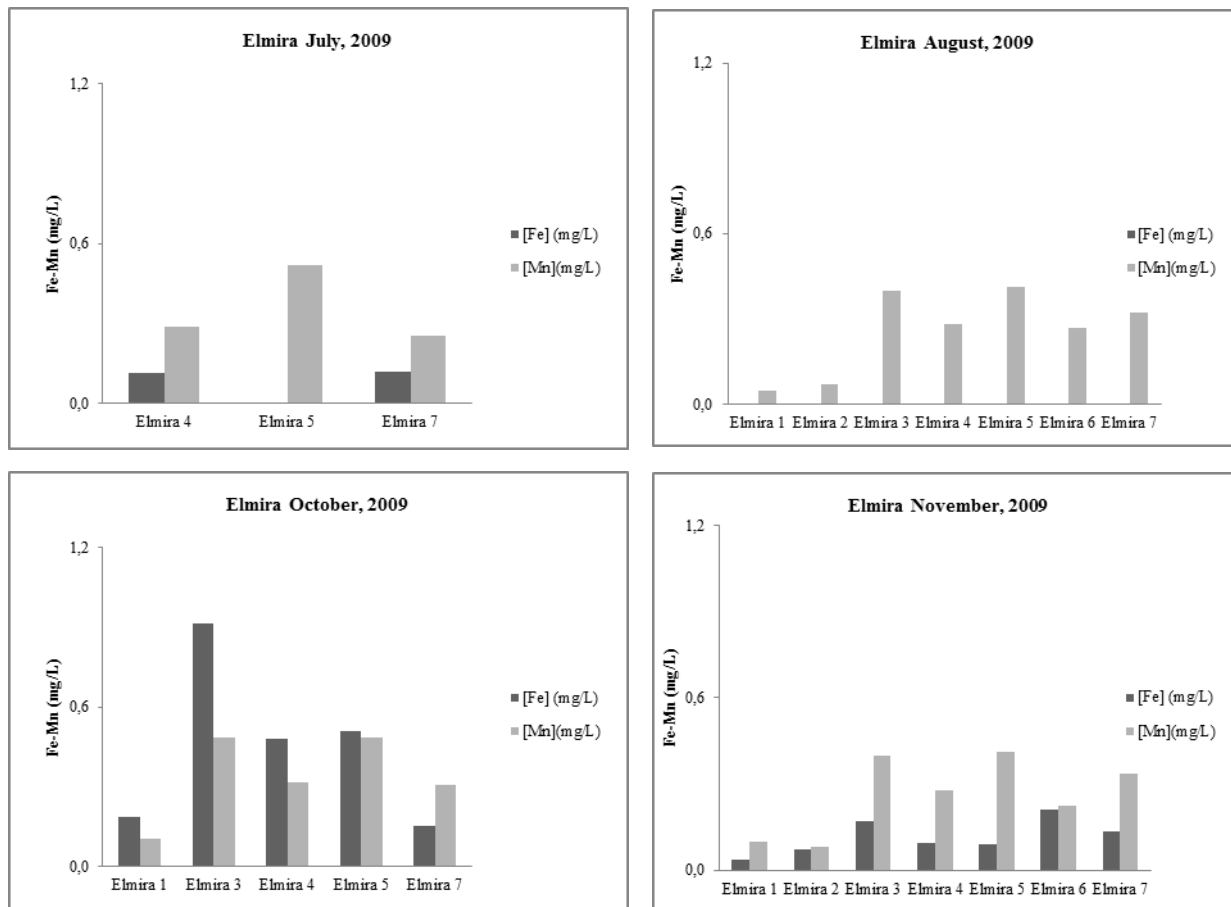 Elmira July, 2009
1,2
0,6
0,0
Fe-Mn (mg/L)
[Fe] (mg/L)
[Mn](mg/L)
Elmira 4 Elmira 5 Elmira 7
Elmira August, 2009
1,2
0,6
0,0
Fe-Mn (mg/L)
[Fe] (mg/L)
[Mn](mg/L)
Elmira 1 Elmira 2 Elmira 3 Elmira 4 Elmira 5 Elmira 6 Elmira 7
Elmira October, 2009
1,2
0,6
0,0
Fe-Mn (mg/L)
[Fe] (mg/L)
[Mn](mg/L)
Elmira 1 Elmira 3 Elmira 4 Elmira 5 Elmira 7
Elmira November, 2009
1,2
0,6
0,0
Fe-Mn (mg/L)
[Fe] (mg/L)
[Mn](mg/L)
Elmira 1 Elmira 2 Elmira 3 Elmira 4 Elmira 5 Elmira 6 Elmira 7